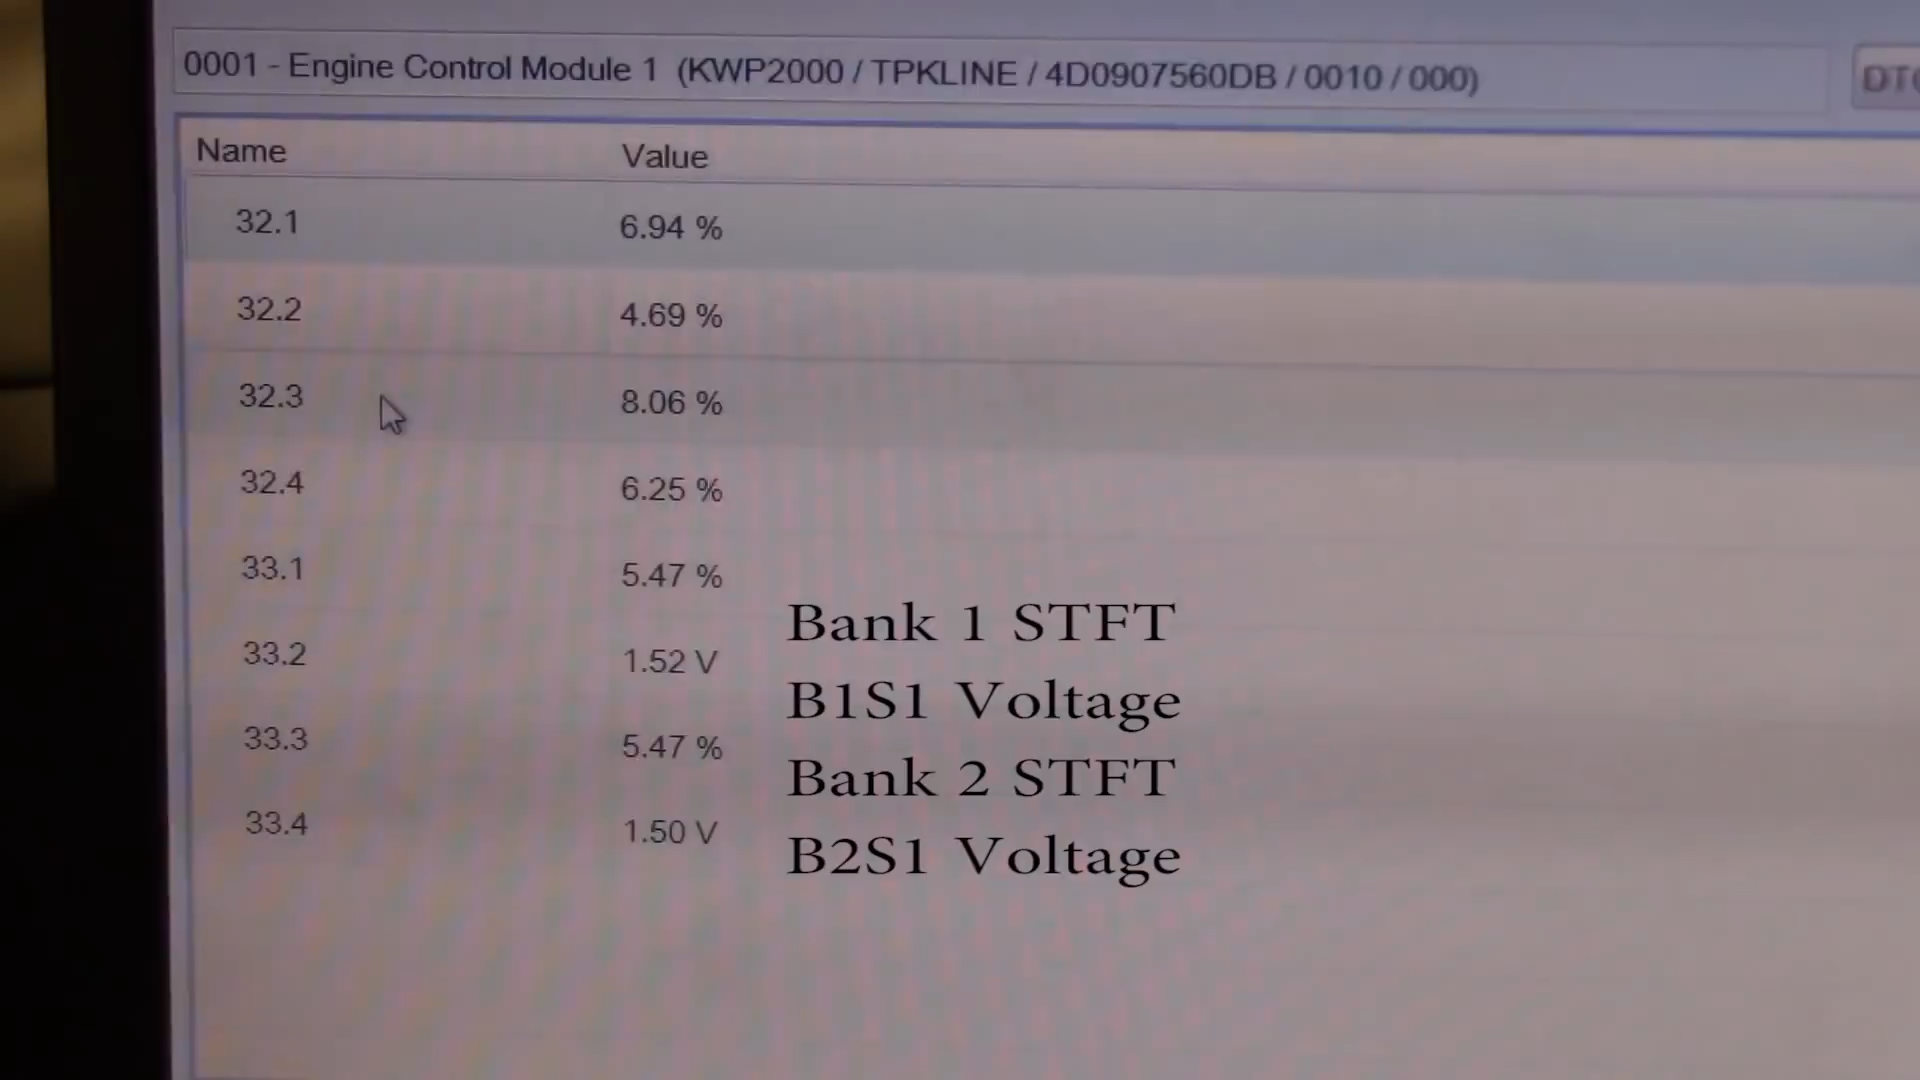 0001 - Engine Control Module 1 (KWP2000 / TPKLINE / 4D0907560DB / 0010 / 000)
Name Value
32.1 6.94 %
32.2 4.69 %
32.3 8.06 %
32.4 6.25 %
33.1 5.47 %
Bank 1 STFT
33.2 1.52 V
B1S1 Voltage
33.3 5.47 %
Bank 2 STFT
33.4 1.50 V
B2S1 Voltage